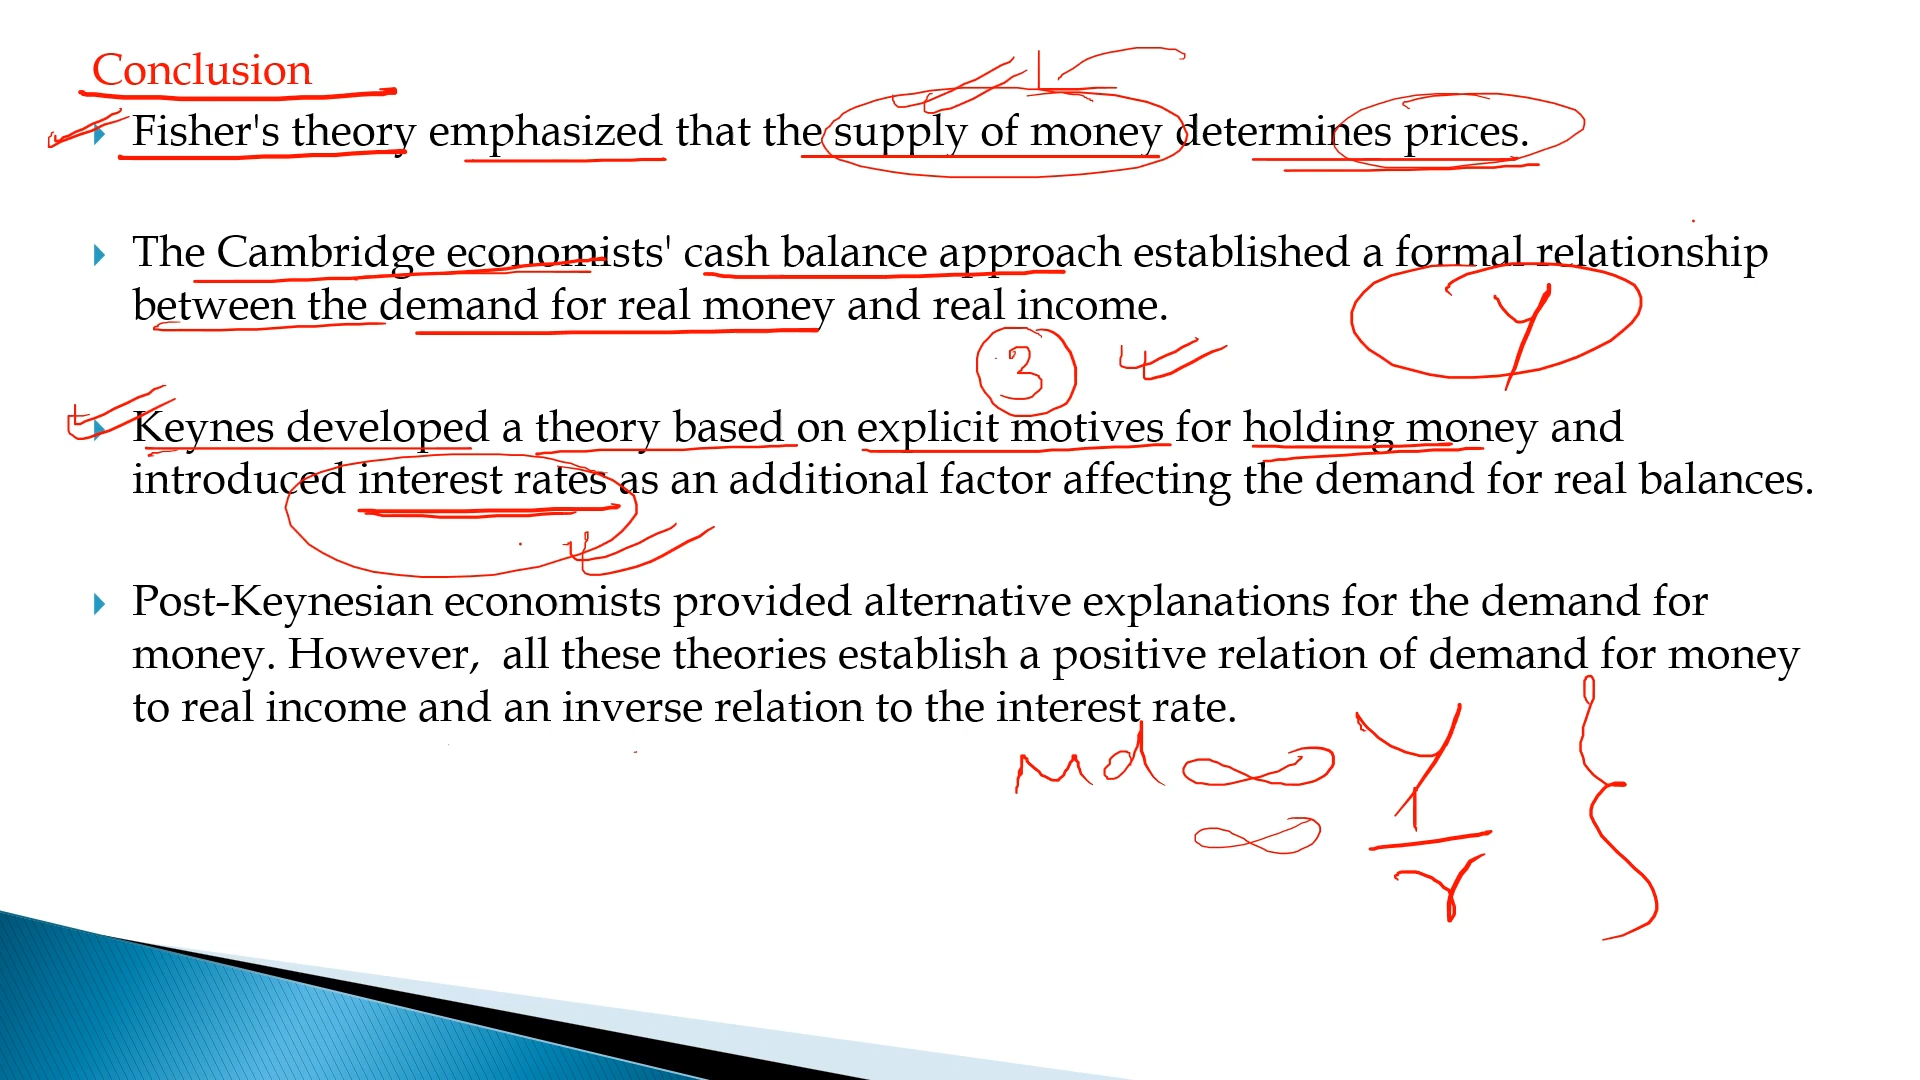 Conclusion
Fisher's theory emphasized that the supply of money determines prices.
The Cambridge economists' cash balance approach established a formal relationship
between the demand for real money and real income.
y
3
Keynes developed a theory based on explicit motives for holding money and
introduced interest rates as an additional factor affecting the demand for real balances.
Post-Keynesian economists provided alternative explanations for the demand for
money. However, all these theories establish a positive relation of demand for money
to real income and an inverse relation to the interest rate.
Md ∝ y
∝ 1
r